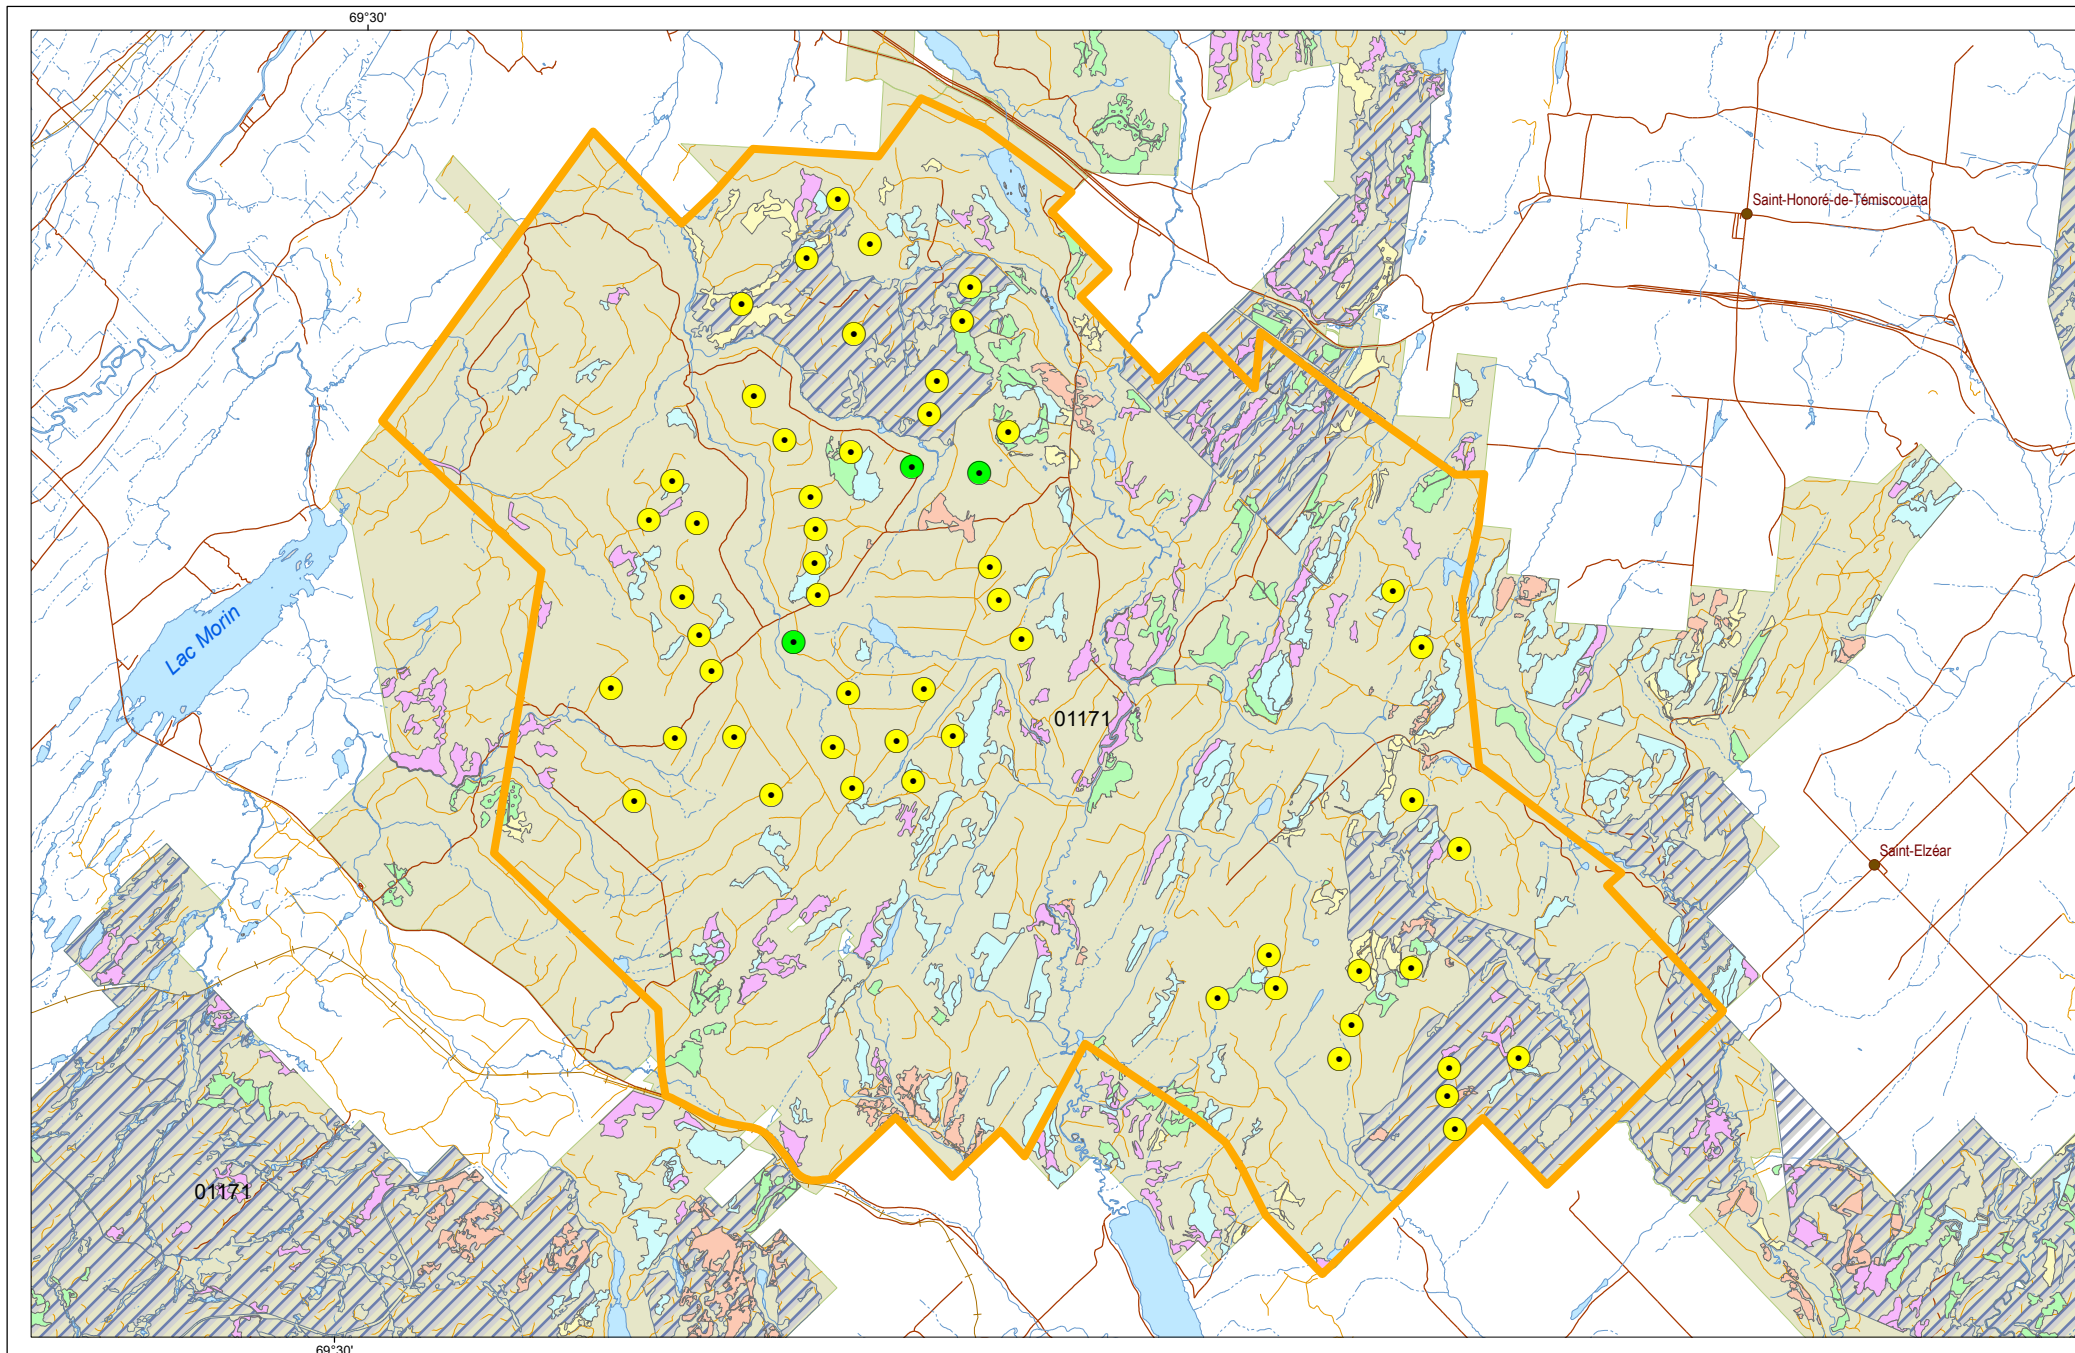 69°30'
Saint-Honoré-de-Témiscouata
Lac Morin
01171
Saint-Elzéar
01171
69°30'